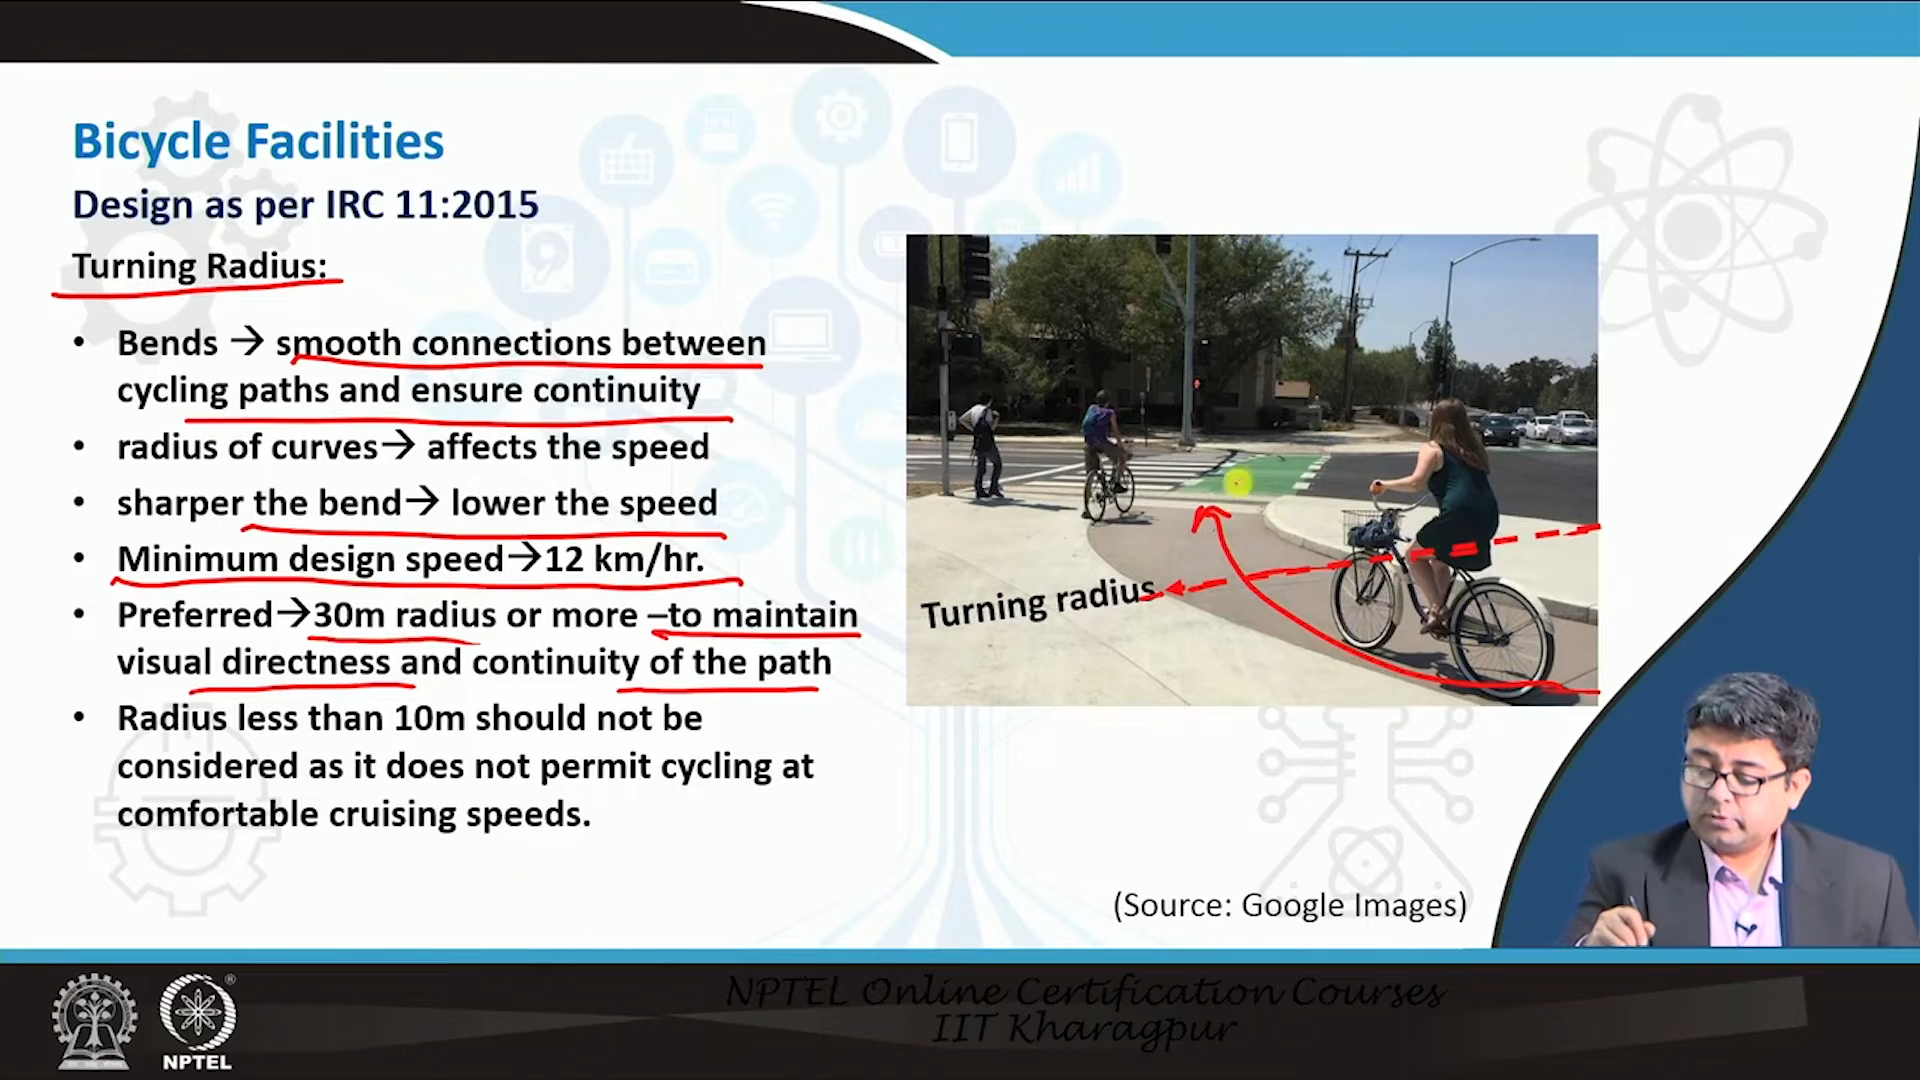 Bicycle Facilities
Design as per IRC 11:2015
Turning Radius:
• Bends → smooth connections between
cycling paths and ensure continuity
• radius of curves→ affects the speed
• sharper the bend→ lower the speed
• Minimum design speed→12 km/hr.
• Preferred→30m radius or more –to maintain
visual directness and continuity of the path
• Radius less than 10m should not be
considered as it does not permit cycling at
comfortable cruising speeds.
Turning radius
(Source: Google Images)
NPTEL Online Certification Courses
IIT Kharagpur
®
NPTEL